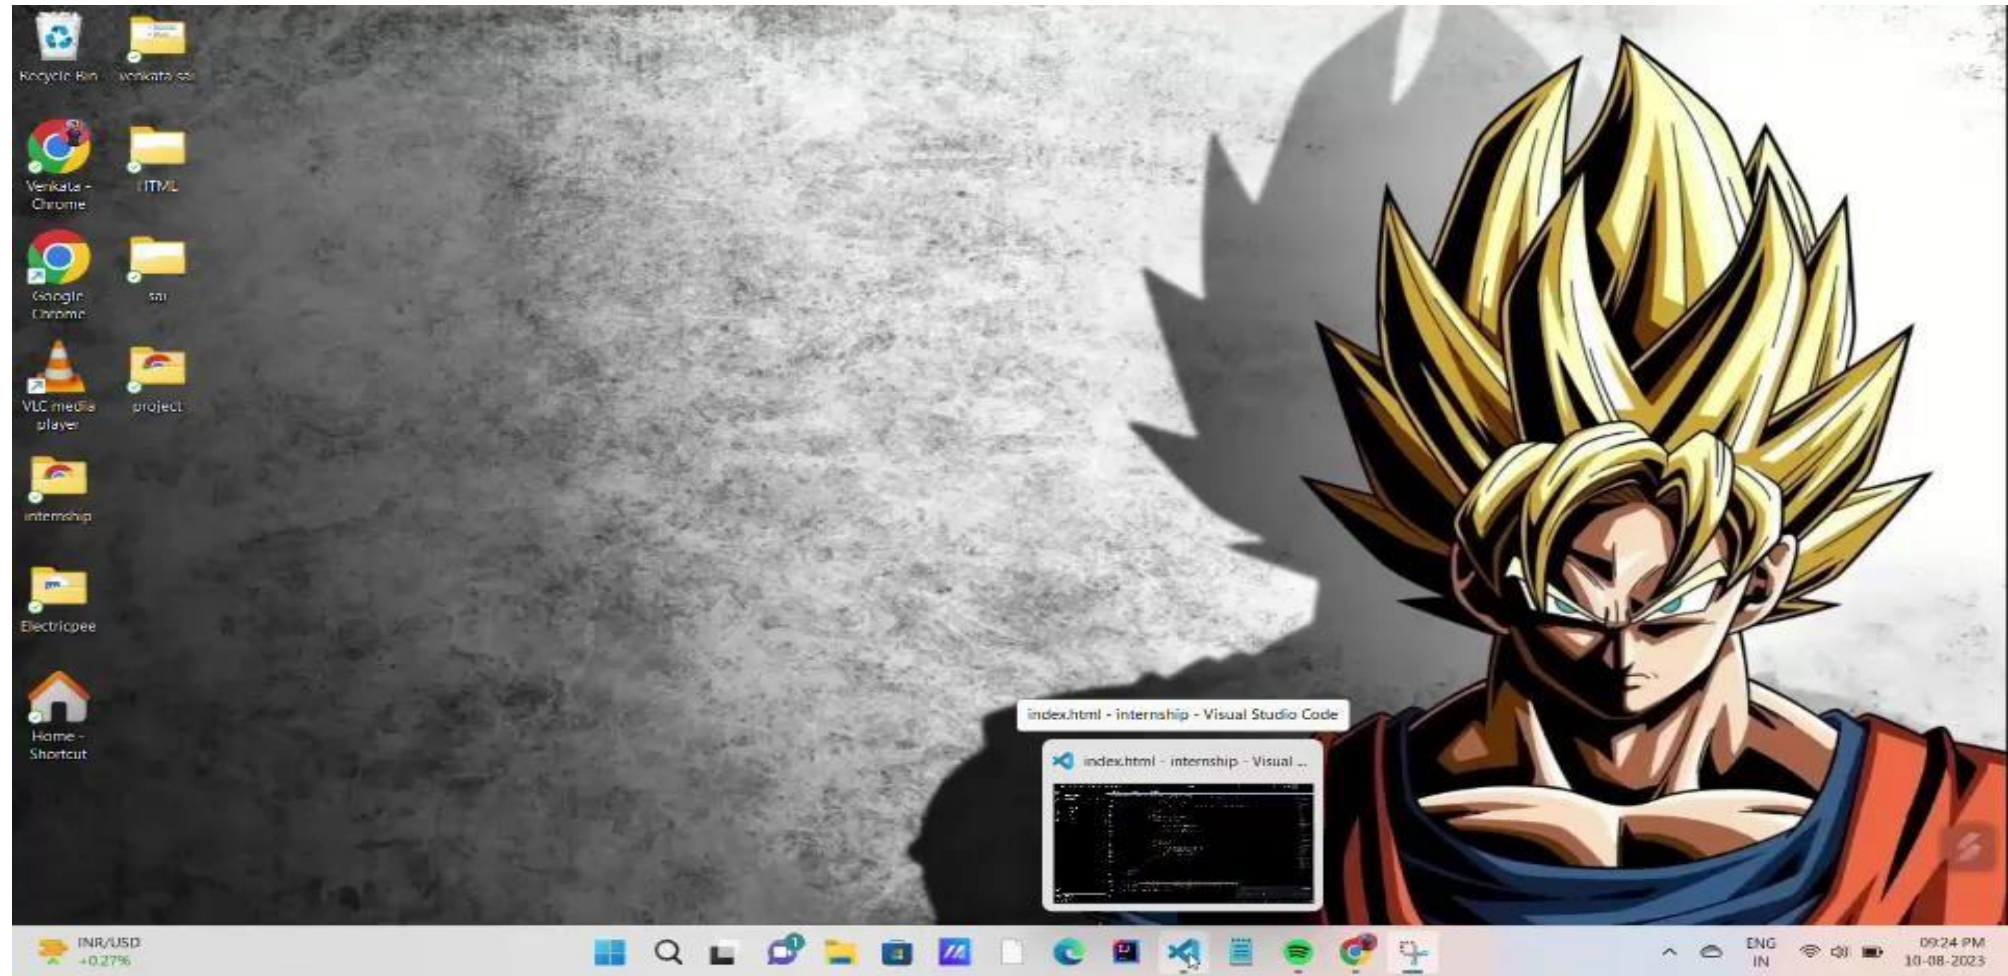 Recycle Bin
venkata sai
Venkata -
Chrome
HTML
Google
Chrome
sai
VLC media
player
project
internship
Electricpee
Home -
Shortcut
index.html - internship - Visual Studio Code
index.html - internship - Visual ...
INR/USD
+0.27%
1
IJ
ENG
IN
09:24 PM
10-08-2023